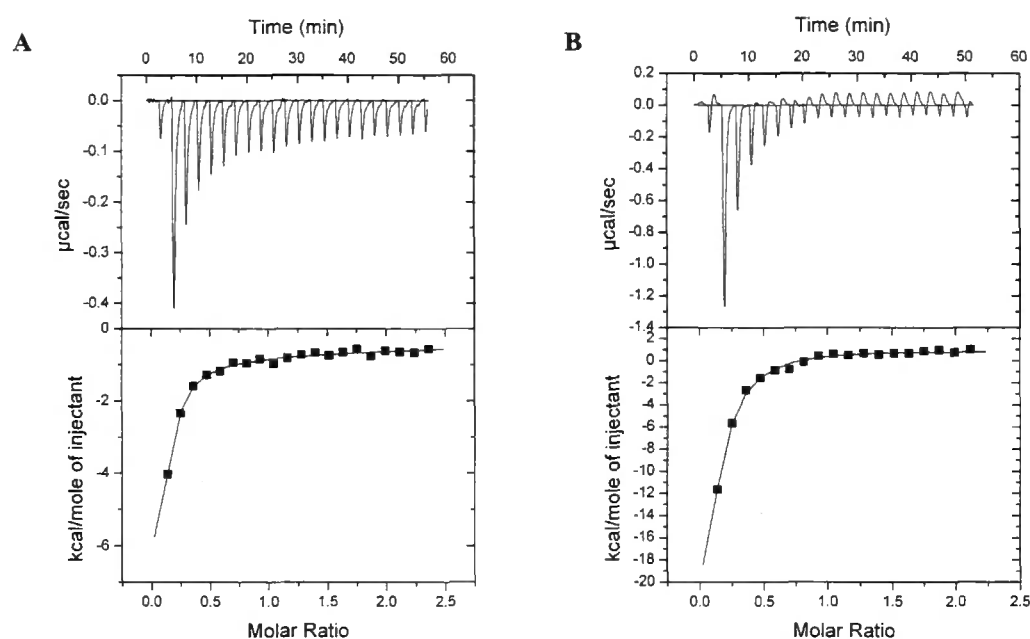 A
Time (min)
0 10 20 30 40 50 60
0.0
-0.1
-0.2
-0.3
-0.4
µcal/sec
0
-2
-4
-6
kcal/mole of injectant
0.0 0.5 1.0 1.5 2.0 2.5
Molar Ratio
B
Time (min)
0 10 20 30 40 50 60
0.2
0.0
-0.2
-0.4
-0.6
-0.8
-1.0
-1.2
-1.4
µcal/sec
2
0
-2
-4
-6
-8
-10
-12
-14
-16
-18
-20
kcal/mole of injectant
0.0 0.5 1.0 1.5 2.0 2.5
Molar Ratio